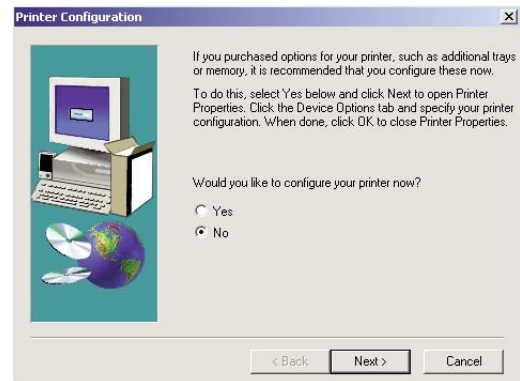 Printer Configuration
If you purchased options for your printer, such as additional trays
or memory, it is recommended that you configure these now.
To do this, select Yes below and click Next to open Printer
Properties. Click the Device Options tab and specify your printer
configuration. When done, click OK to close Printer Properties.
Would you like to configure your printer now?
Yes
No
< Back Next > Cancel